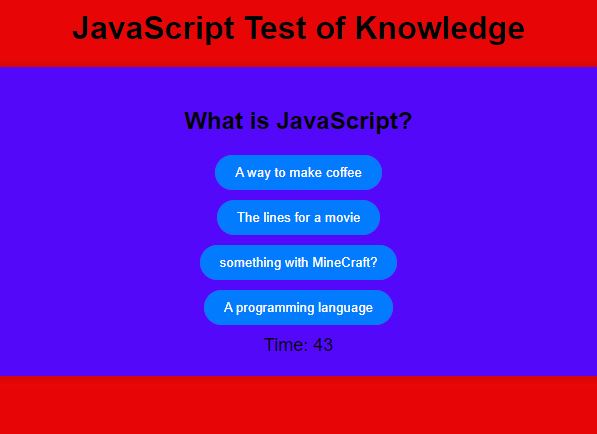 JavaScript Test of Knowledge
What is JavaScript?
A way to make coffee
The lines for a movie
something with MineCraft?
A programming language
Time: 43